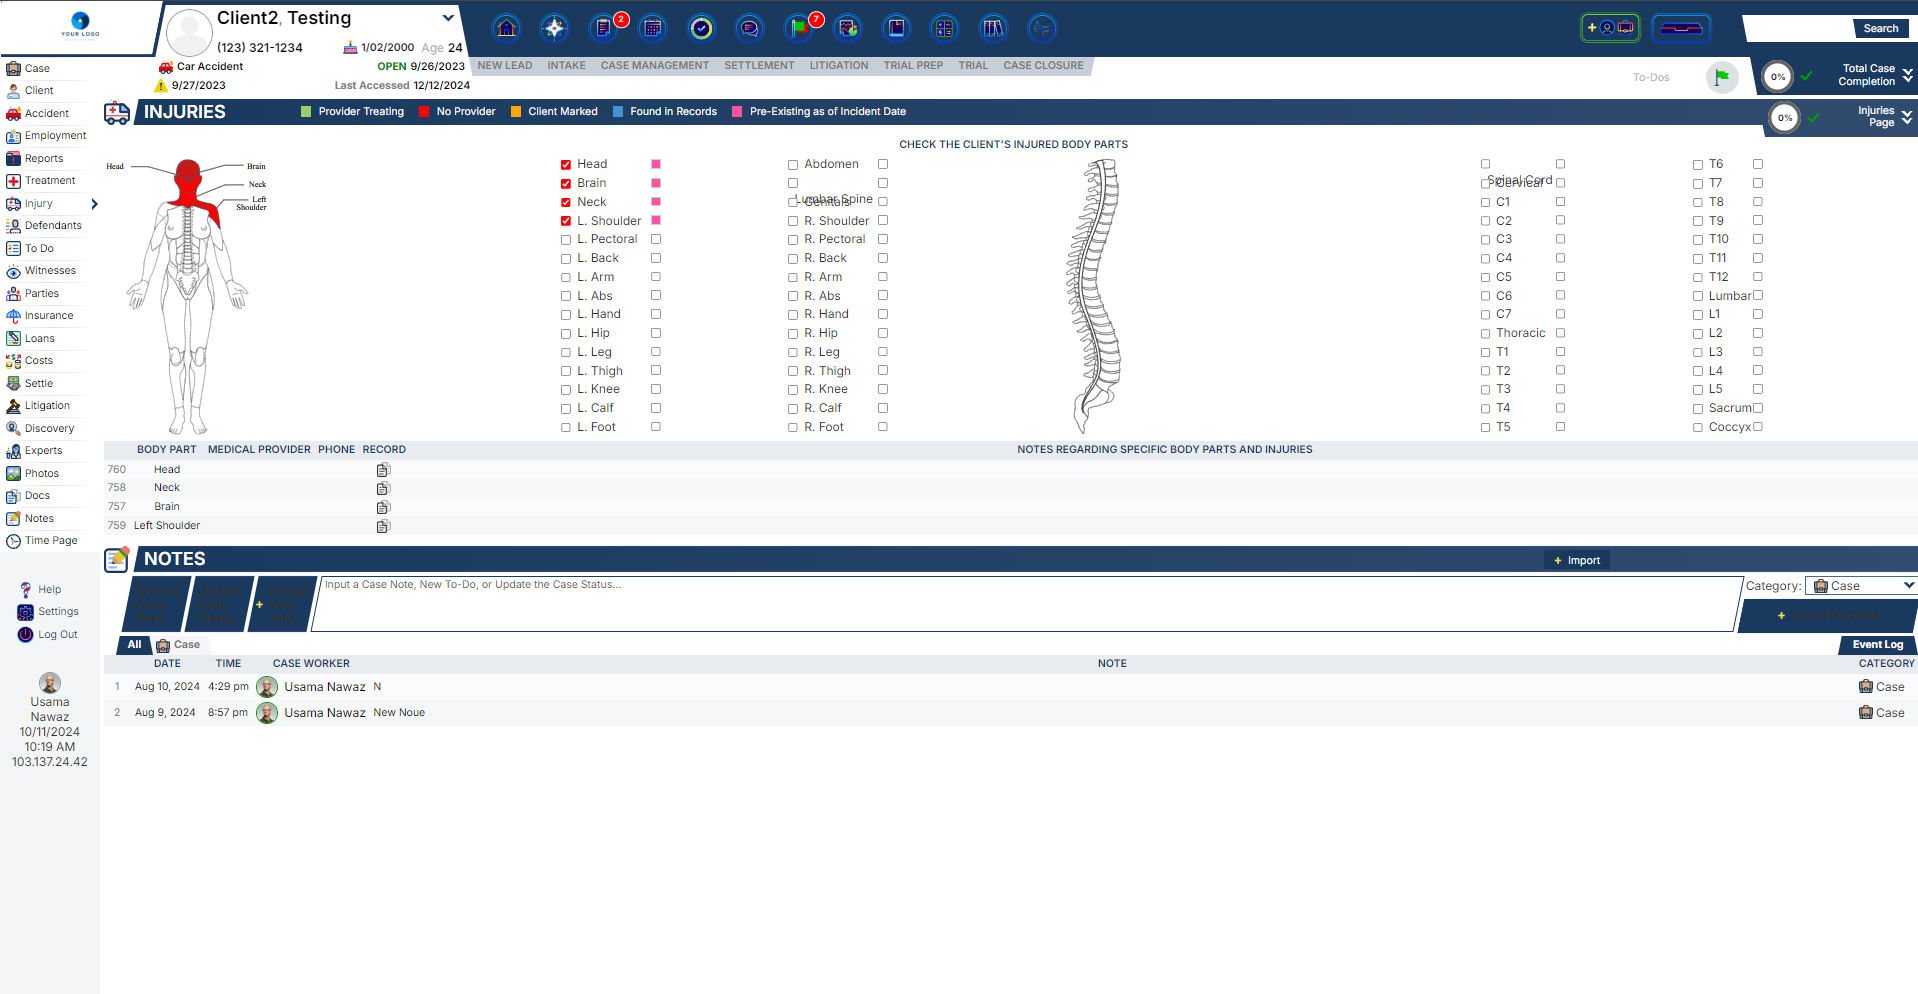 YOUR LOGO
Client2, Testing
(123) 321-1234
1/02/2000 Age 24
Car Accident
OPEN 9/26/2023
9/27/2023
Last Accessed 12/12/2024
2
7
Search
NEW LEAD INTAKE CASE MANAGEMENT SETTLEMENT LITIGATION TRIAL PREP TRIAL CASE CLOSURE
To-Dos
0%
Total Case
Completion
Case
Client
Accident
Employment
Reports
Treatment
Injury
Defendants
To Do
Witnesses
Parties
Insurance
Loans
Costs
Settle
Litigation
Discovery
Experts
Photos
Docs
Notes
Time Page
Help
Settings
Log Out
Usama
Nawaz
10/11/2024
10:19 AM
103.137.24.42
INJURIES
Provider Treating
No Provider
Client Marked
Found in Records
Pre-Existing as of Incident Date
0%
Injuries
Page
CHECK THE CLIENT'S INJURED BODY PARTS
Head
Brain
Neck
Left
Shoulder
Head
Brain
Neck
L. Shoulder
L. Pectoral
L. Back
L. Arm
L. Abs
L. Hand
L. Hip
L. Leg
L. Thigh
L. Knee
L. Calf
L. Foot
Abdomen
Lumbar Spine
Genitals
R. Shoulder
R. Pectoral
R. Back
R. Arm
R. Abs
R. Hand
R. Hip
R. Leg
R. Thigh
R. Knee
R. Calf
R. Foot
Spinal Cord
Cervical
C1
C2
C3
C4
C5
C6
C7
Thoracic
T1
T2
T3
T4
T5
T6
T7
T8
T9
T10
T11
T12
Lumbar
L1
L2
L3
L4
L5
Sacrum
Coccyx
BODY PART MEDICAL PROVIDER PHONE RECORD NOTES REGARDING SPECIFIC BODY PARTS AND INJURIES
760 Head
758 Neck
757 Brain
759 Left Shoulder
NOTES
+ Import
Input a Case Note, New To-Do, or Update the Case Status...
Category: Case
All Case
Event Log
DATE TIME CASE WORKER NOTE CATEGORY
1 Aug 10, 2024 4:29 pm Usama Nawaz N Case
2 Aug 9, 2024 8:57 pm Usama Nawaz New Noue Case